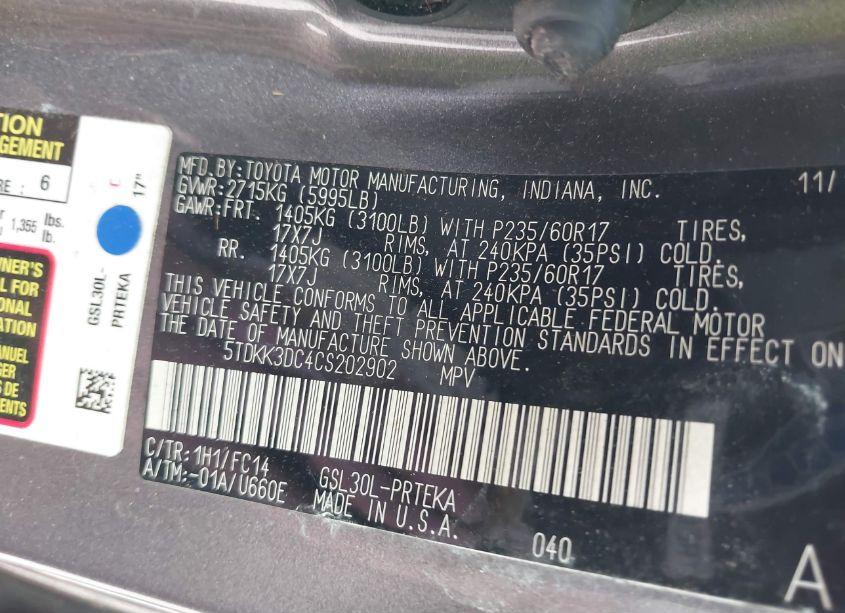 TION
GEMENT
RE : 6
1,355 lbs.
lb.
WNER'S
L FOR
ONAL
ATION
ANUEL
IGER
S DE
ENTS
17" C
GSL30L-
PRTEKA
MFD. BY: TOYOTA MOTOR MANUFACTURING, INDIANA, INC. 11/
GVWR: 2715KG (5995LB)
GAWR: FRT. 1405KG (3100LB) WITH P235/60R17 TIRES,
17X7J RIMS, AT 240KPA (35PSI) COLD.
RR. 1405KG (3100LB) WITH P235/60R17 TIRES,
17X7J RIMS, AT 240KPA (35PSI) COLD.
THIS VEHICLE CONFORMS TO ALL APPLICABLE FEDERAL MOTOR
VEHICLE SAFETY AND THEFT PREVENTION STANDARDS IN EFFECT ON
THE DATE OF MANUFACTURE SHOWN ABOVE.
5TDKK3DC4CS202902 MPV
C/TR: 1H1/FC14
A/TM: -01A/U660E
GSL30L-PRTEKA
MADE IN U.S.A.
040
A